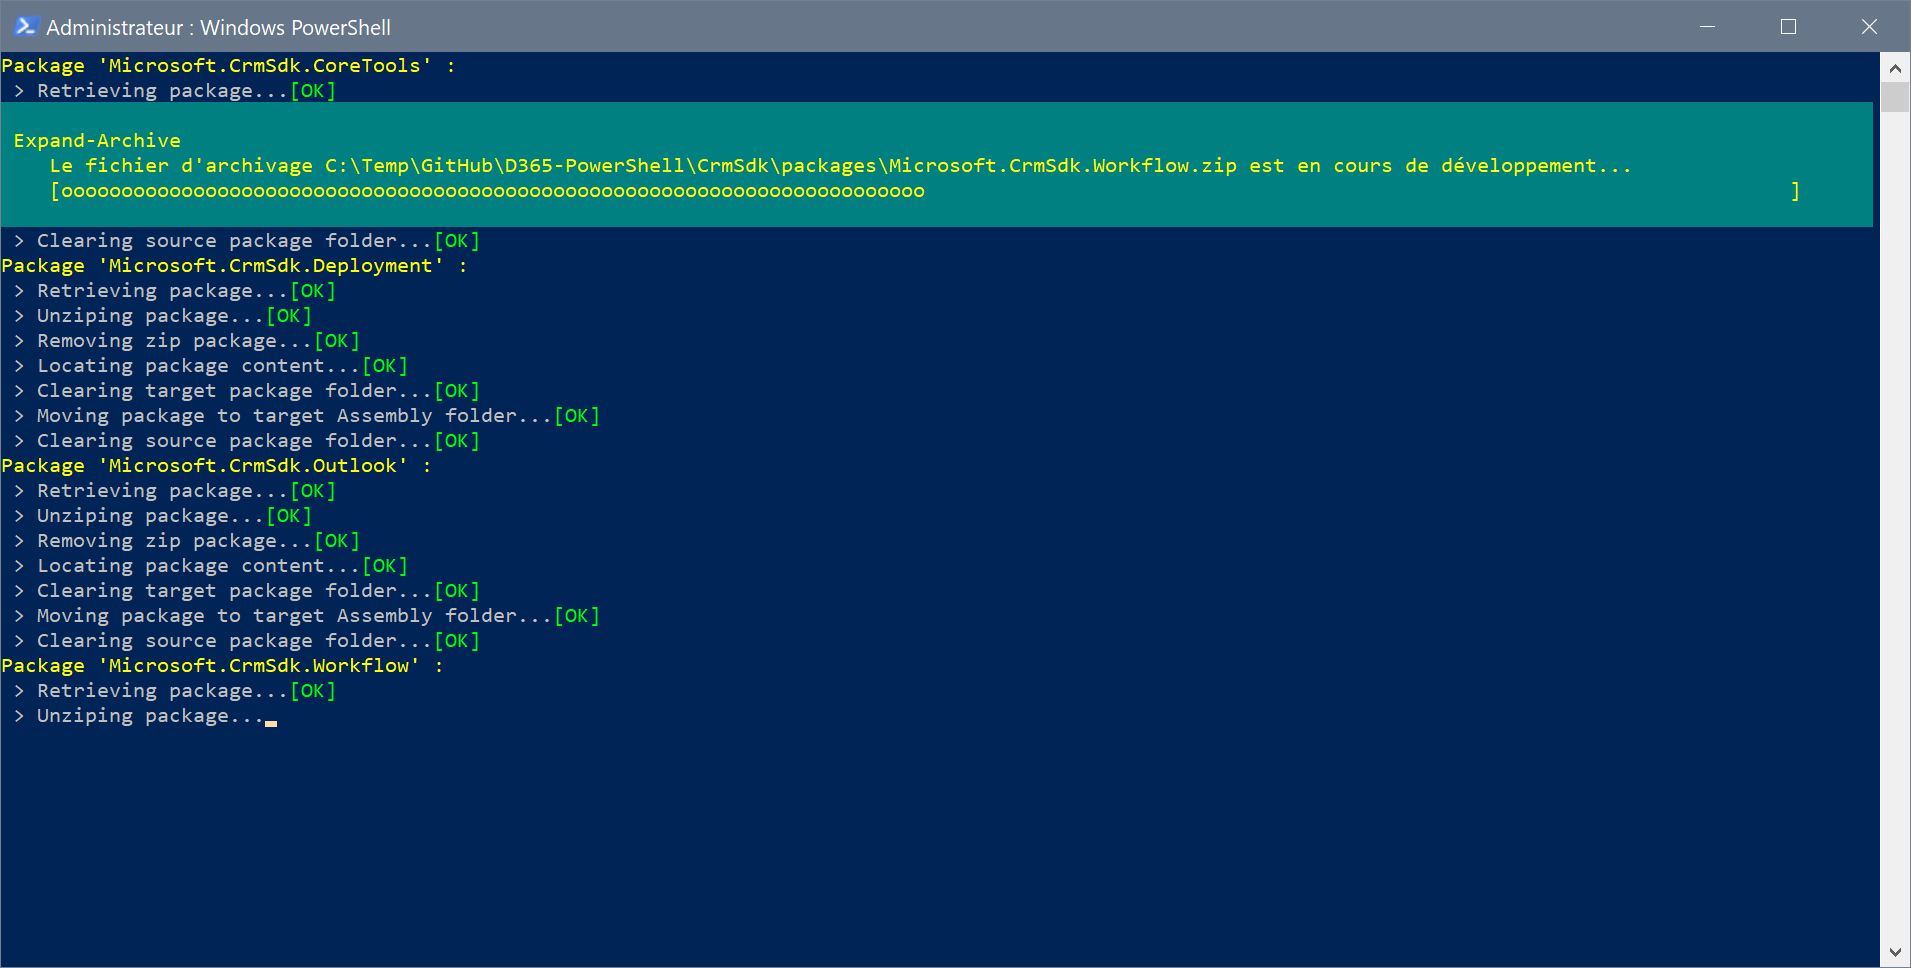 Administrateur : Windows PowerShell
Package 'Microsoft.CrmSdk.CoreTools' :
> Retrieving package...[OK]
Expand-Archive
Le fichier d'archivage C:\Temp\GitHub\D365-PowerShell\CrmSdk\packages\Microsoft.CrmSdk.Workflow.zip est en cours de développement...
[oooooooooooooooooooooooooooooooooooooooooooooooooooooooooooooooooooooooo                                                                        ]
> Clearing source package folder...[OK]
Package 'Microsoft.CrmSdk.Deployment' :
> Retrieving package...[OK]
> Unziping package...[OK]
> Removing zip package...[OK]
> Locating package content...[OK]
> Clearing target package folder...[OK]
> Moving package to target Assembly folder...[OK]
> Clearing source package folder...[OK]
Package 'Microsoft.CrmSdk.Outlook' :
> Retrieving package...[OK]
> Unziping package...[OK]
> Removing zip package...[OK]
> Locating package content...[OK]
> Clearing target package folder...[OK]
> Moving package to target Assembly folder...[OK]
> Clearing source package folder...[OK]
Package 'Microsoft.CrmSdk.Workflow' :
> Retrieving package...[OK]
> Unziping package...